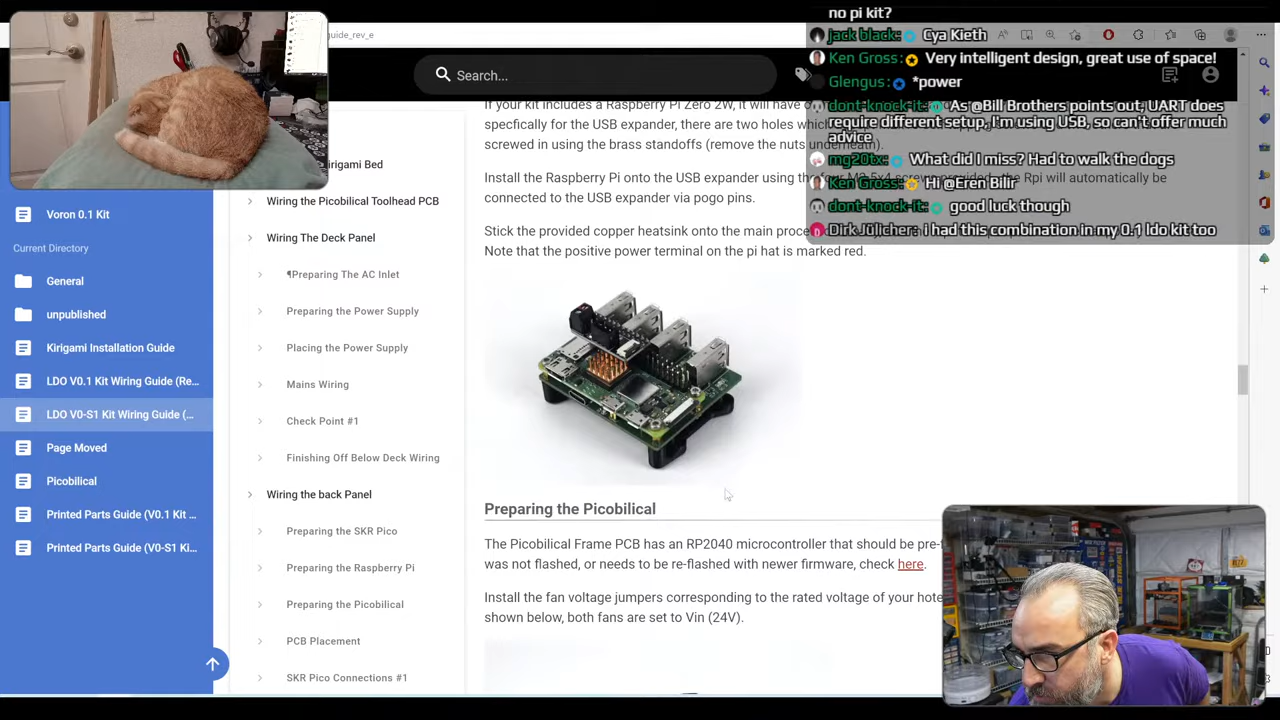 guide_rev_e
Search...
no pi kit?
jack black: Cya Kieth
Ken Gross: Very intelligent design, great use of space!
Glengus: *power
dont-knock-it: As @Bill Brothers points out, UART does
require different setup, I'm using USB, so can't offer much
advice
mg20tx: What did I miss? Had to walk the dogs
Ken Gross: Hi @Eren Bilir
dont-knock-it: good luck though
Dirk Jülicher: i had this combination in my 0.1 ldo kit too
Voron 0.1 Kit
Current Directory
General
unpublished
Kirigami Installation Guide
LDO V0.1 Kit Wiring Guide (Re...
LDO V0-S1 Kit Wiring Guide (...
Page Moved
Picobilical
Printed Parts Guide (V0.1 Kit ...
Printed Parts Guide (V0-S1 Ki...
irigami Bed
Wiring the Picobilical Toolhead PCB
Wiring The Deck Panel
¶Preparing The AC Inlet
Preparing the Power Supply
Placing the Power Supply
Mains Wiring
Check Point #1
Finishing Off Below Deck Wiring
Wiring the back Panel
Preparing the SKR Pico
Preparing the Raspberry Pi
Preparing the Picobilical
PCB Placement
SKR Pico Connections #1
If your kit includes a Raspberry Pi Zero 2W, it will have
specfically for the USB expander, there are two holes
screwed in using the brass standoffs (remove the nuts underneath).
Install the Raspberry Pi onto the USB expander using the four M2.5x4 screws provided, the Rpi will automatically be
connected to the USB expander via pogo pins.
Stick the provided copper heatsink onto the main
Note that the positive power terminal on the pi hat is marked red.
Preparing the Picobilical
The Picobilical Frame PCB has an RP2040 microcontroller that should be pre-f
was not flashed, or needs to be re-flashed with newer firmware, check here.
Install the fan voltage jumpers corresponding to the rated voltage of your hote
shown below, both fans are set to Vin (24V).